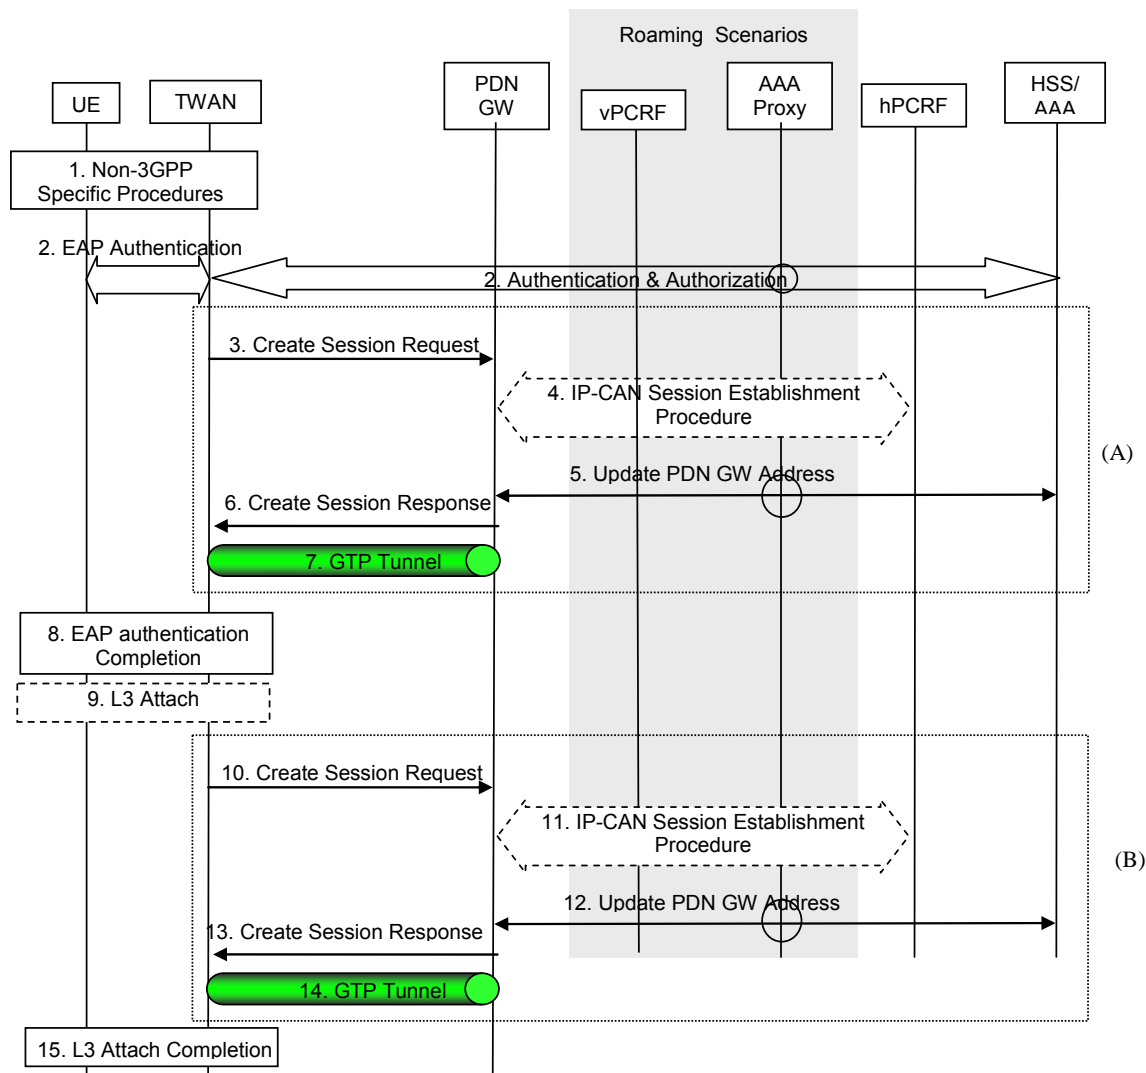 Roaming Scenarios
UE
TWAN
PDN
GW
vPCRF
AAA
Proxy
hPCRF
HSS/
AAA
1. Non-3GPP
Specific Procedures
2. EAP Authentication
2. Authentication & Authorization
3. Create Session Request
4. IP-CAN Session Establishment
Procedure
(A)
5. Update PDN GW Address
6. Create Session Response
7. GTP Tunnel
8. EAP authentication
Completion
9. L3 Attach
10. Create Session Request
11. IP-CAN Session Establishment
Procedure
(B)
12. Update PDN GW Address
13. Create Session Response
14. GTP Tunnel
15. L3 Attach Completion